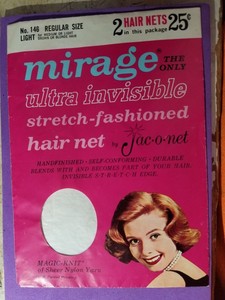 No. 146 REGULAR SIZE
LIGHT
2 HAIR NETS 25¢
in this package
mirage THE ONLY
ultra invisible
stretch-fashioned
hair net by Jac·o·net
HANDFINISHED · SELF-CONFORMING · DURABLE
BLENDS WITH AND BECOMES PART OF YOUR HAIR.
INVISIBLE S-T-R-E-T-C-H EDGE.
MAGIC-KNIT
of Sheer Nylon Yarn